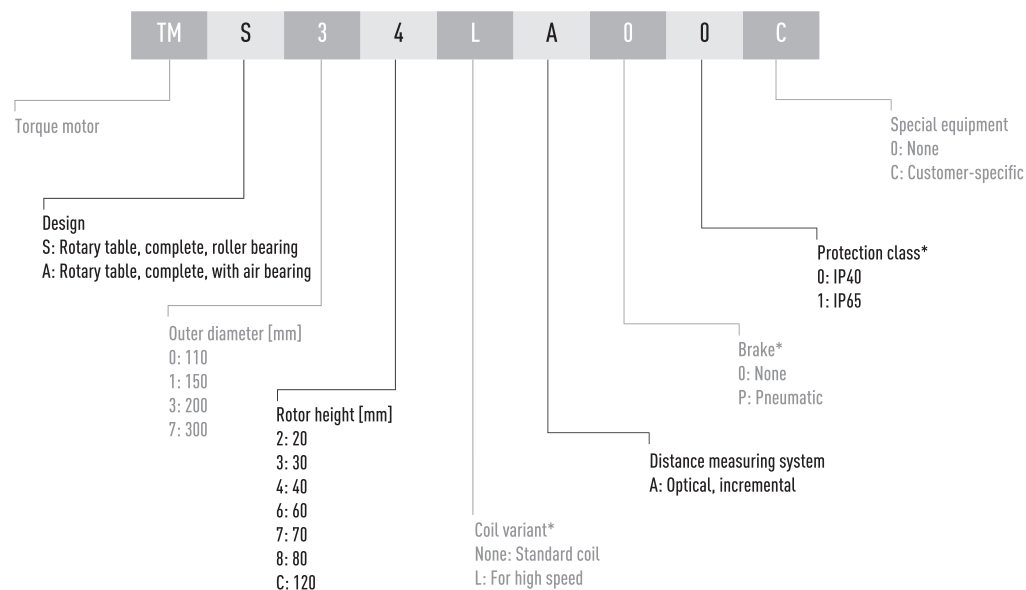 TM S 3 4 L A 0 0 C
Torque motor
Special equipment
0: None
C: Customer-specific
Design
S: Rotary table, complete, roller bearing
A: Rotary table, complete, with air bearing
Protection class*
0: IP40
1: IP65
Outer diameter [mm]
0: 110
1: 150
3: 200
7: 300
Brake*
0: None
P: Pneumatic
Rotor height [mm]
2: 20
3: 30
4: 40
6: 60
7: 70
8: 80
C: 120
Distance measuring system
A: Optical, incremental
Coil variant*
None: Standard coil
L: For high speed